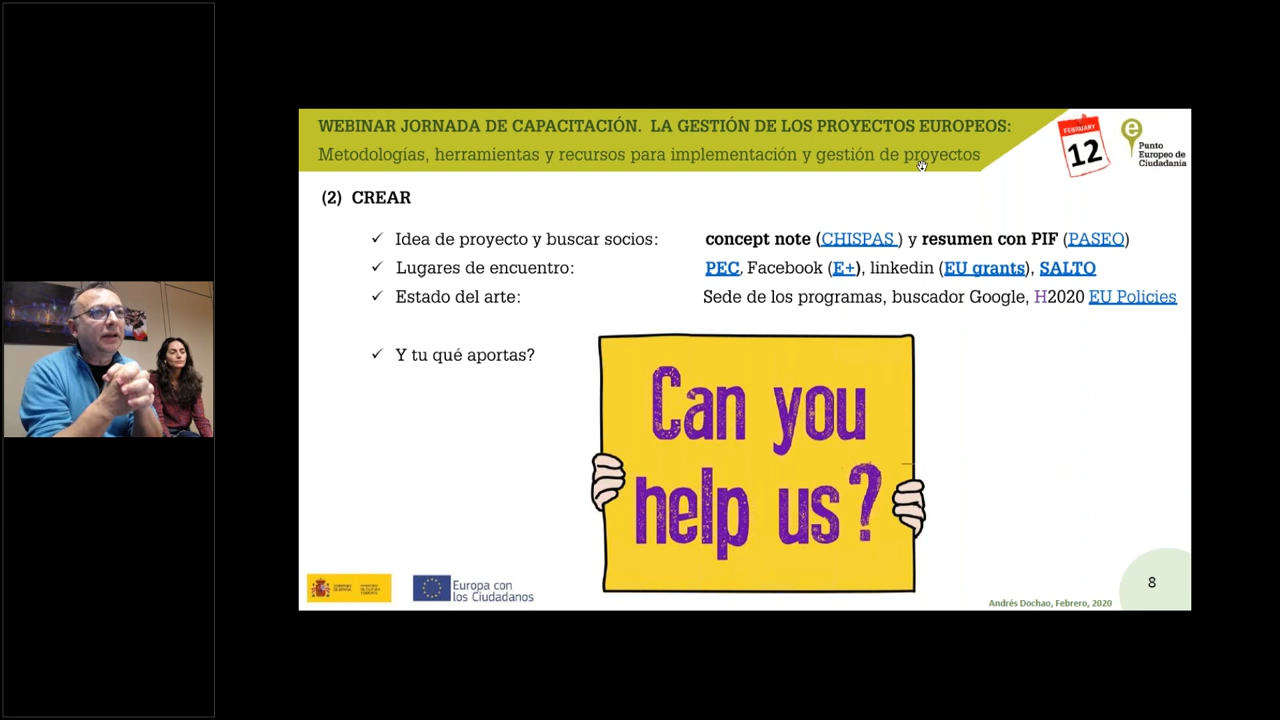 WEBINAR JORNADA DE CAPACITACIÓN. LA GESTIÓN DE LOS PROYECTOS EUROPEOS:
Metodologías, herramientas y recursos para implementación y gestión de proyectos
FEBRUARY
12
e
Punto
Europeo de
Ciudadanía
(2) CREAR
✓ Idea de proyecto y buscar socios: concept note (CHISPAS ) y resumen con PIF (PASEO)
✓ Lugares de encuentro: PEC, Facebook (E+), linkedin (EU grants), SALTO
✓ Estado del arte: Sede de los programas, buscador Google, H2020 EU Policies
✓ Y tu qué aportas?
Can you
help us?
Europa con
los Ciudadanos
Andrés Dochao, Febrero, 2020
8